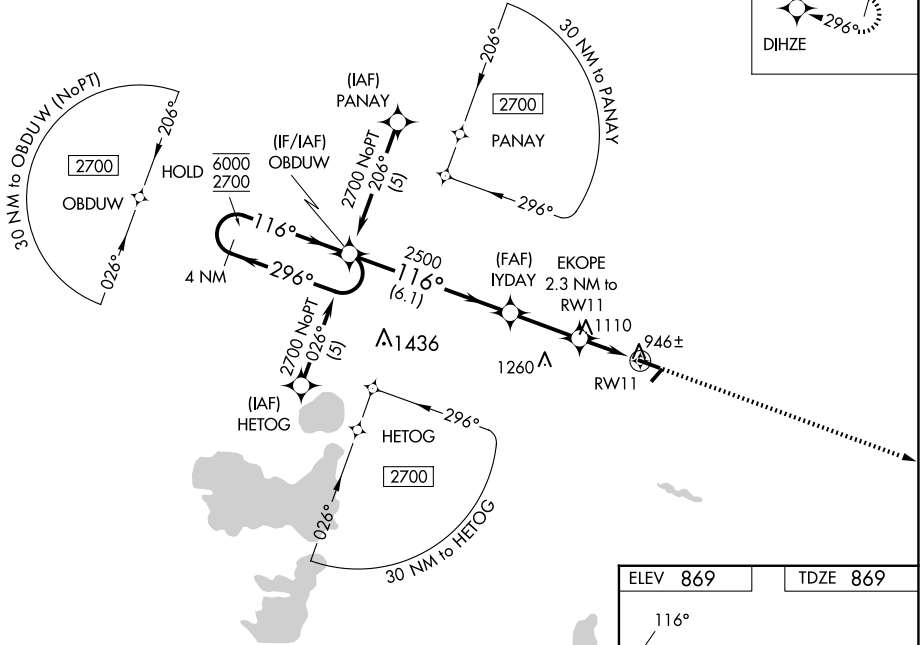 296°
DIHZE
206°
30 NM to PANAY
2700
PANAY
296°
(IAF)
PANAY
2700 NoPT
206°
(5)
30 NM to OBDUW (NoPT)
206°
2700
OBDUW
026°
HOLD
6000
2700
(IF/IAF)
OBDUW
116°
4 NM
296°
2500
116°
(6.1)
(FAF)
IYDAY
EKOPE
2.3 NM to
RW11
1110
946±
1260
RW11
1436
2700 NoPT
026°
(5)
(IAF)
HETOG
296°
HETOG
2700
026°
30 NM to HETOG
ELEV 869
TDZE 869
116°